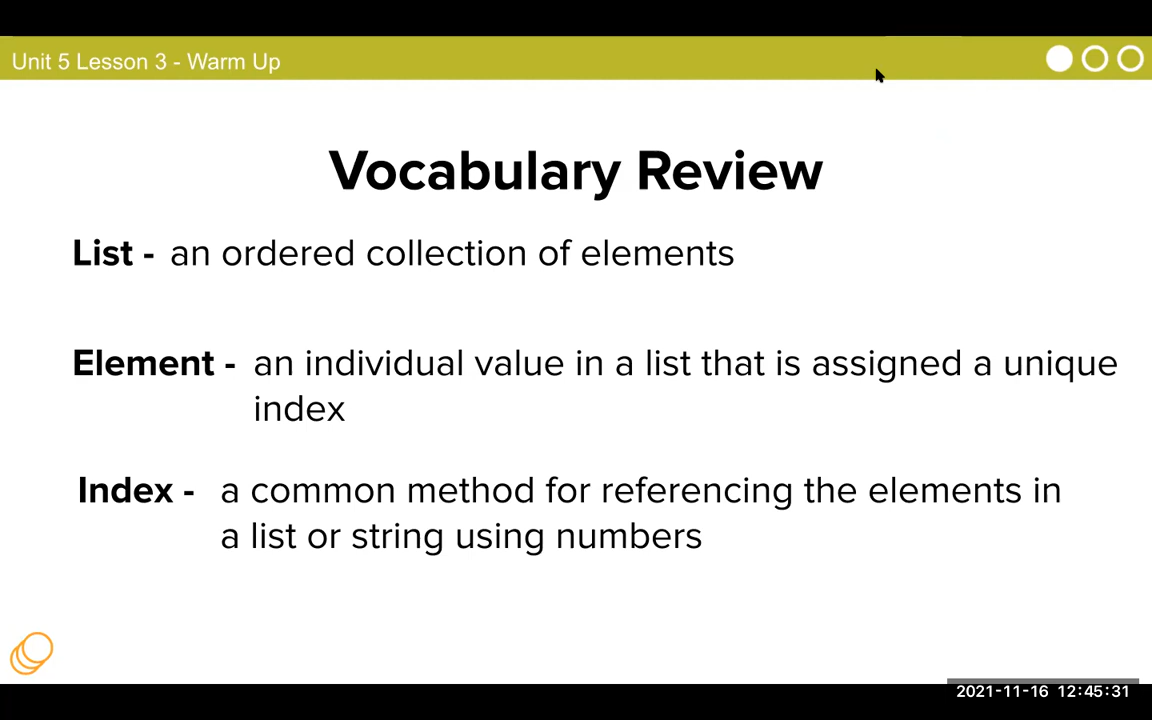 Unit 5 Lesson 3 - Warm Up
Vocabulary Review
List - an ordered collection of elements
Element - an individual value in a list that is assigned a unique
index
Index - a common method for referencing the elements in
a list or string using numbers
2021-11-16 12:45:31